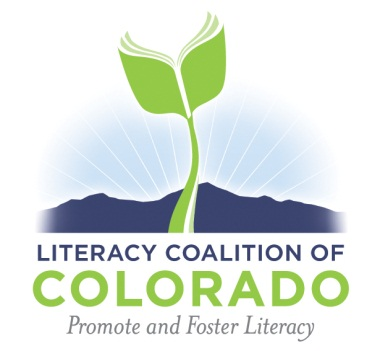 LITERACY COALITION OF
COLORADO
Promote and Foster Literacy